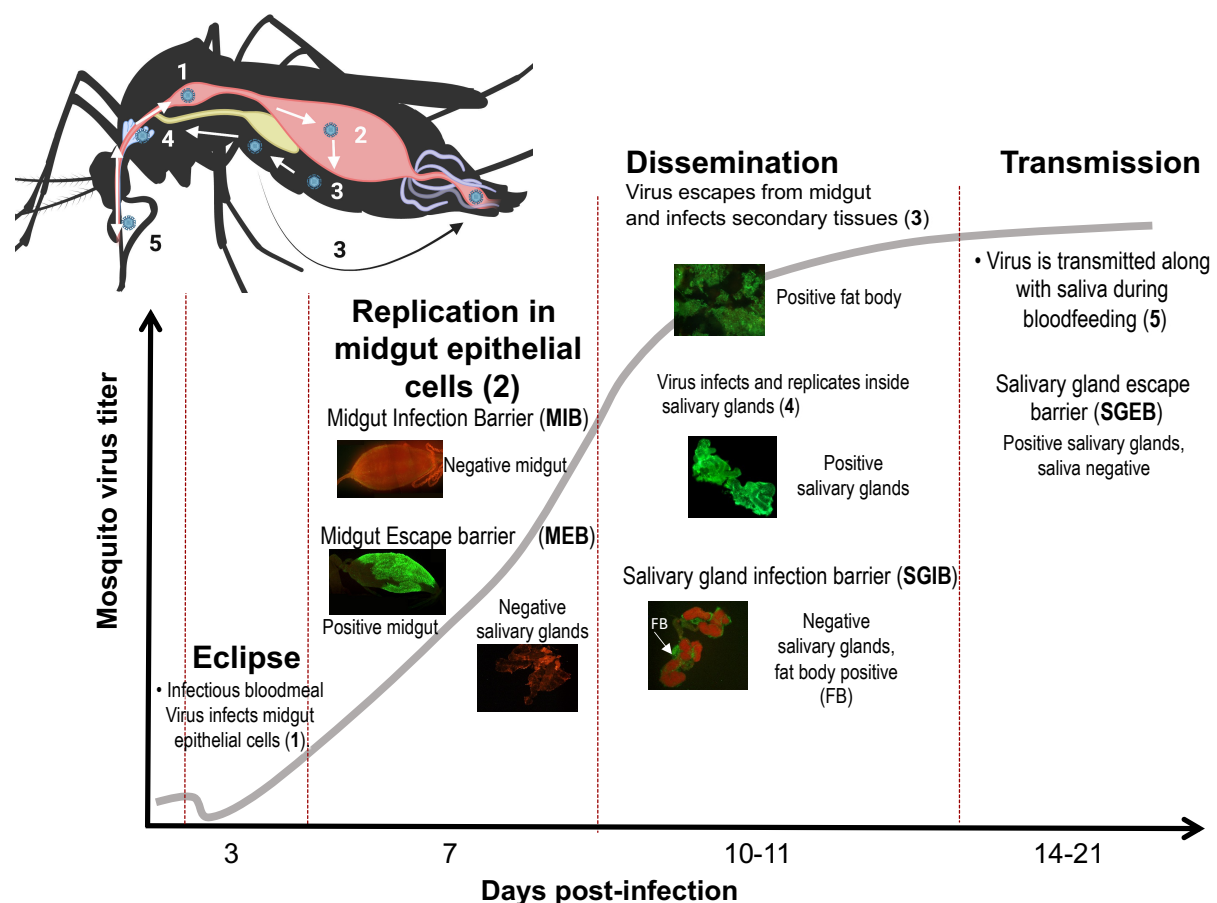 1
2
4
3
5
3
Dissemination
Virus escapes from midgut
and infects secondary tissues (3)
Transmission
Positive fat body
• Virus is transmitted along
with saliva during
bloodfeeding (5)
Replication in
midgut epithelial
cells (2)
Midgut Infection Barrier (MIB)
Negative midgut
Midgut Escape barrier (MEB)
Positive midgut
Negative
salivary glands
Virus infects and replicates inside
salivary glands (4)
Positive
salivary glands
Salivary gland infection barrier (SGIB)
FB
Negative
salivary glands,
fat body positive
(FB)
Salivary gland escape
barrier (SGEB)
Positive salivary glands,
saliva negative
Eclipse
• Infectious bloodmeal
Virus infects midgut
epithelial cells (1)
Mosquito virus titer
3
7
10-11
14-21
Days post-infection